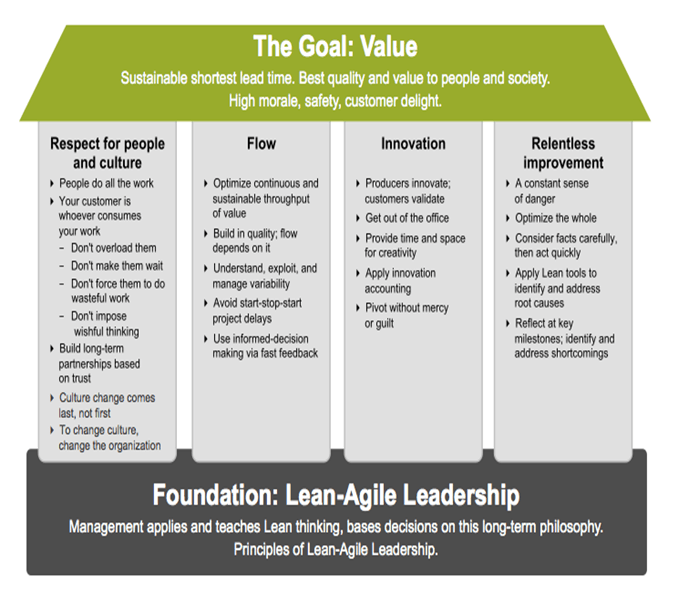 The Goal: Value
Sustainable shortest lead time. Best quality and value to people and society.
High morale, safety, customer delight.
Respect for people
and culture
People do all the work
Your customer is
whoever consumes
your work
– Don't overload them
– Don't make them wait
– Don't force them to do
wasteful work
– Don't impose
wishful thinking
Build long-term
partnerships based
on trust
Culture change comes
last, not first
To change culture,
change the organization
Flow
Optimize continuous and
sustainable throughput
of value
Build in quality; flow
depends on it
Understand, exploit, and
manage variability
Avoid start-stop-start
project delays
Use informed-decision
making via fast feedback
Innovation
Producers innovate;
customers validate
Get out of the office
Provide time and space
for creativity
Apply innovation
accounting
Pivot without mercy
or guilt
Relentless
improvement
A constant sense
of danger
Optimize the whole
Consider facts carefully,
then act quickly
Apply Lean tools to
identify and address
root causes
Reflect at key
milestones; identify and
address shortcomings
Foundation: Lean-Agile Leadership
Management applies and teaches Lean thinking, bases decisions on this long-term philosophy.
Principles of Lean-Agile Leadership.